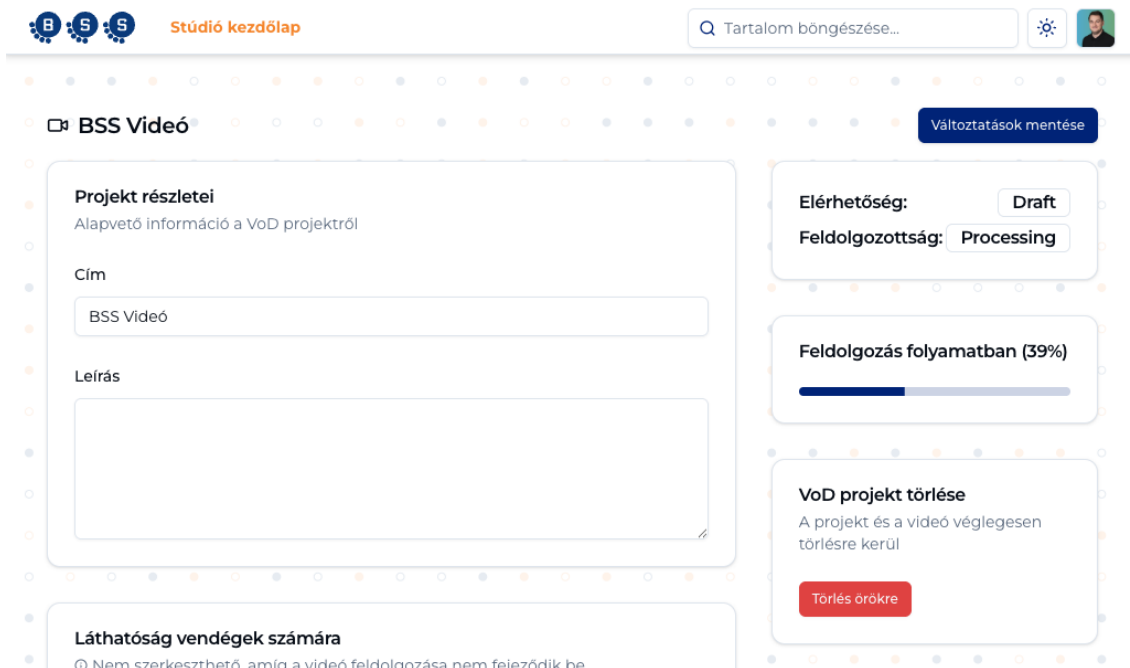 B S S
Stúdió kezdőlap
Tartalom böngészése...
BSS Videó
Változtatások mentése
Projekt részletei
Alapvető információ a VoD projektről
Cím
BSS Videó
Leírás
Láthatóság vendégek számára
Nem szerkeszthető, amíg a videó feldolgozása nem fejeződik be
Elérhetőség: Draft
Feldolgozottság: Processing
Feldolgozás folyamatban (39%)
VoD projekt törlése
A projekt és a videó véglegesen
törlésre kerül
Törlés örökre